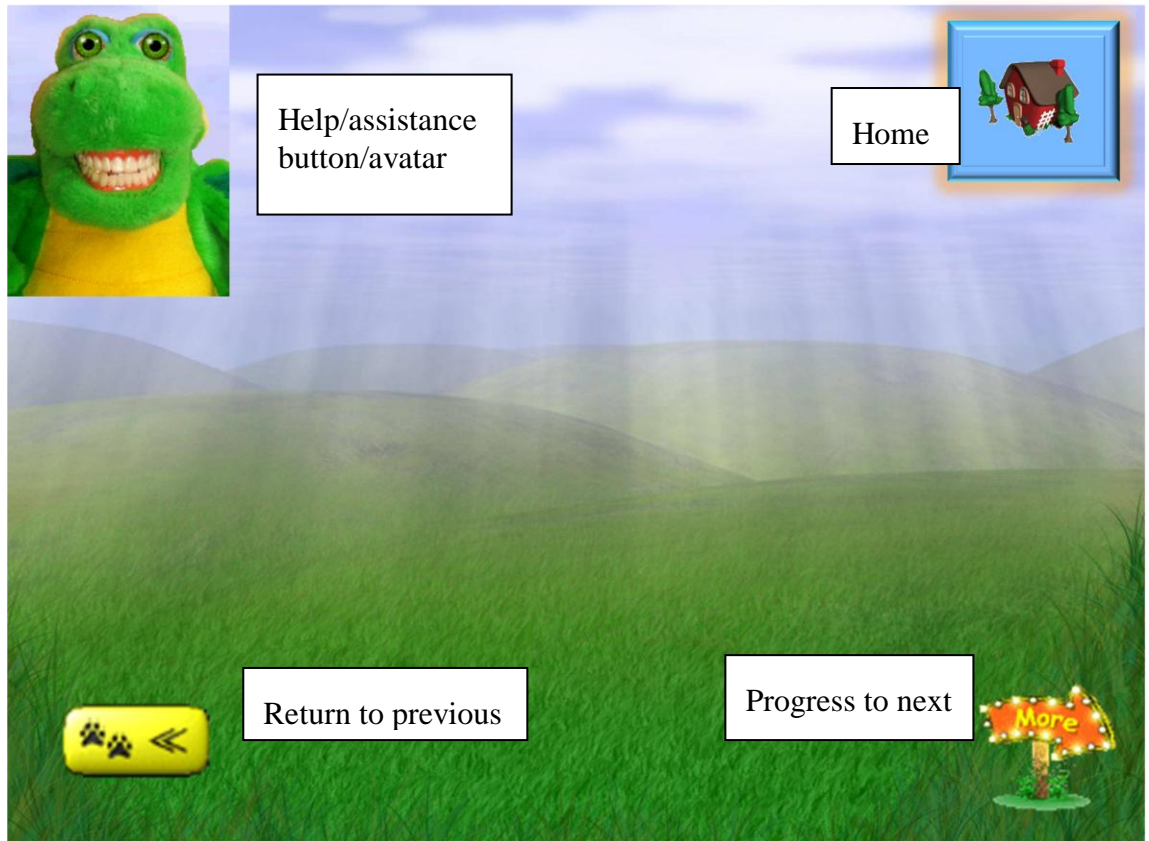 Help/assistance
button/avatar
Home
Return to previous
Progress to next
More